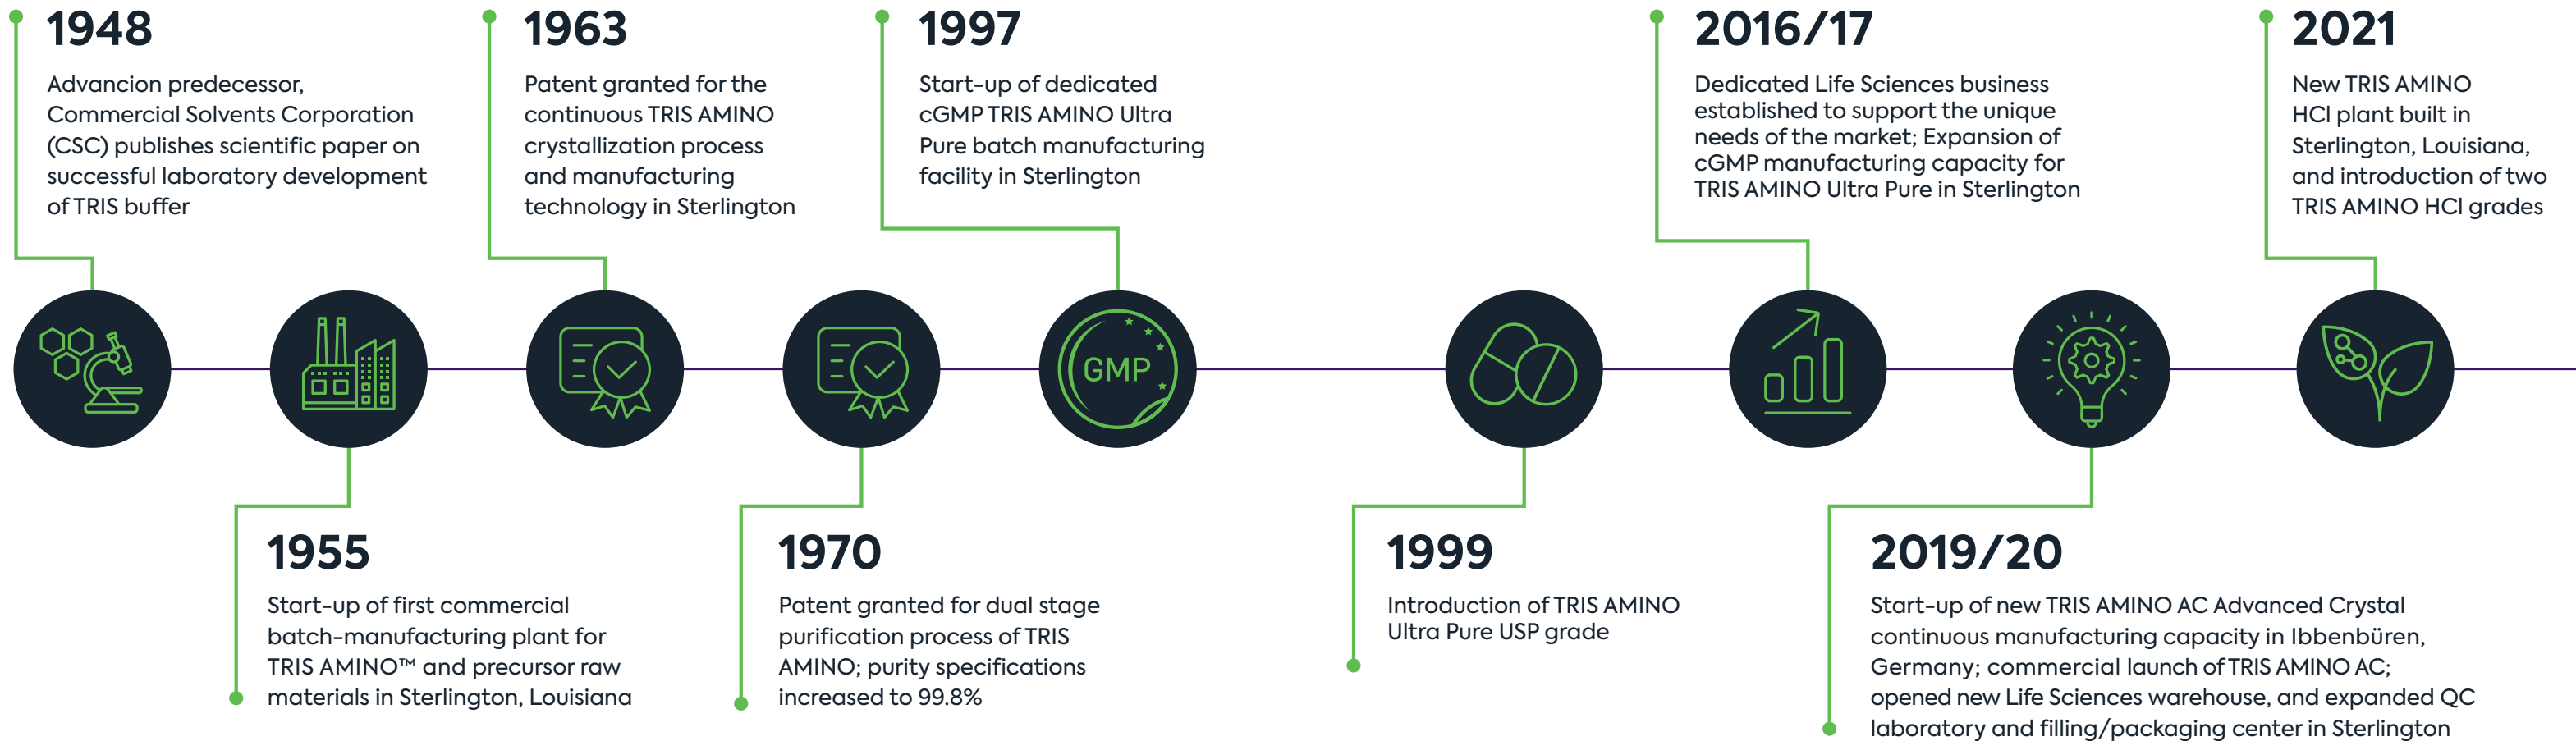 1948
Advancion predecessor,
Commercial Solvents Corporation
(CSC) publishes scientific paper on
successful laboratory development
of TRIS buffer
1963
Patent granted for the
continuous TRIS AMINO
crystallization process
and manufacturing
technology in Sterlington
1997
Start-up of dedicated
cGMP TRIS AMINO Ultra
Pure batch manufacturing
facility in Sterlington
2016/17
Dedicated Life Sciences business
established to support the unique
needs of the market; Expansion of
cGMP manufacturing capacity for
TRIS AMINO Ultra Pure in Sterlington
2021
New TRIS AMINO
HCl plant built in
Sterlington, Louisiana,
and introduction of two
TRIS AMINO HCl grades
GMP
1955
Start-up of first commercial
batch-manufacturing plant for
TRIS AMINO™ and precursor raw
materials in Sterlington, Louisiana
1970
Patent granted for dual stage
purification process of TRIS
AMINO; purity specifications
increased to 99.8%
1999
Introduction of TRIS AMINO
Ultra Pure USP grade
2019/20
Start-up of new TRIS AMINO AC Advanced Crystal
continuous manufacturing capacity in Ibbenbüren,
Germany; commercial launch of TRIS AMINO AC;
opened new Life Sciences warehouse, and expanded QC
laboratory and filling/packaging center in Sterlington